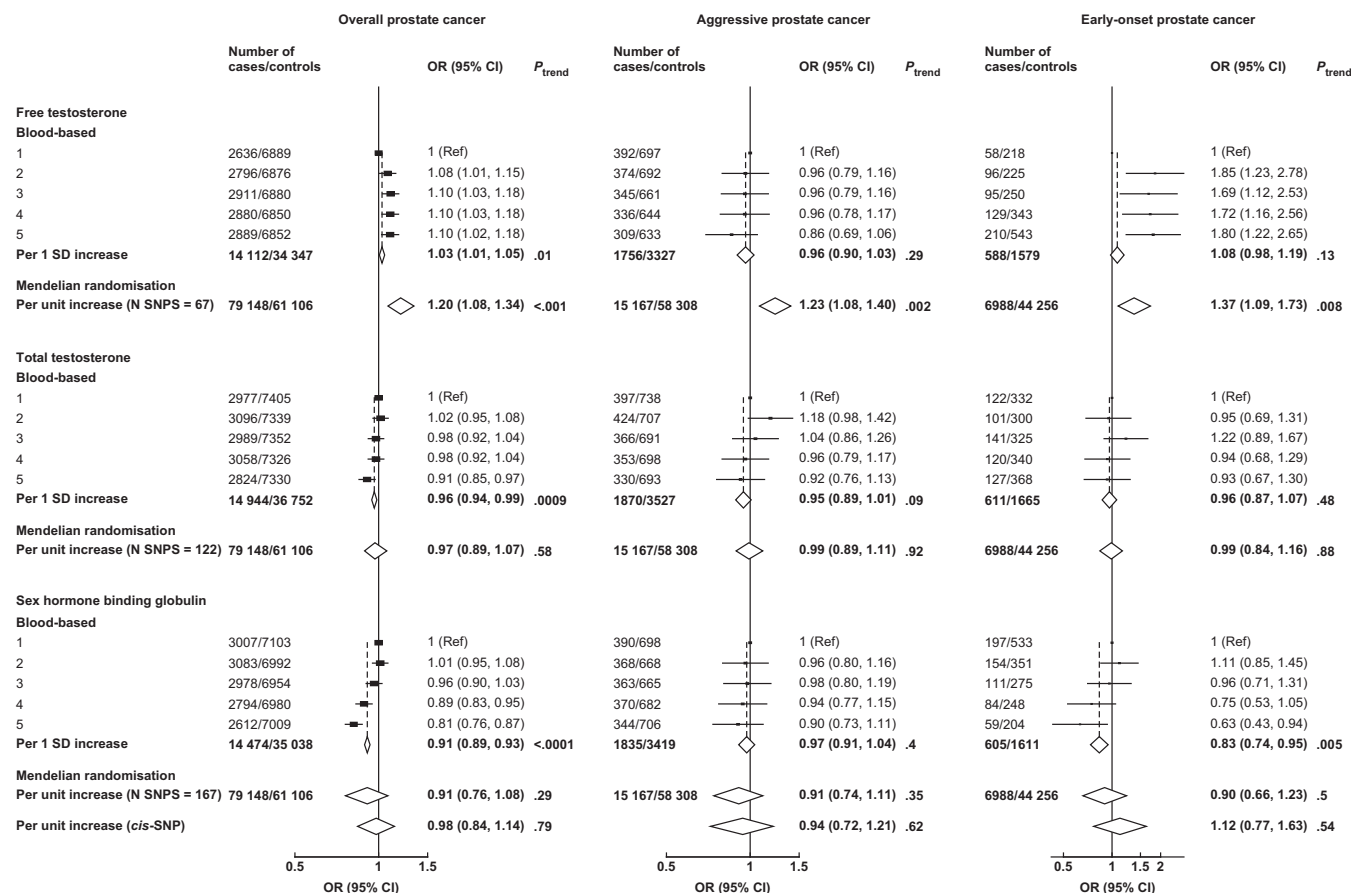 Overall prostate cancer Aggressive prostate cancer Early-onset prostate cancer
Number of cases/controls OR (95% CI) Ptrend Number of cases/controls OR (95% CI) Ptrend Number of cases/controls OR (95% CI) Ptrend
Free testosterone
Blood-based
1 2636/6889 1 (Ref) 392/697 1 (Ref) 58/218 1 (Ref)
2 2796/6876 1.08 (1.01, 1.15) 374/692 0.96 (0.79, 1.16) 96/225 1.85 (1.23, 2.78)
3 2911/6880 1.10 (1.03, 1.18) 345/661 0.96 (0.79, 1.16) 95/250 1.69 (1.12, 2.53)
4 2880/6850 1.10 (1.03, 1.18) 336/644 0.96 (0.78, 1.17) 129/343 1.72 (1.16, 2.56)
5 2889/6852 1.10 (1.02, 1.18) 309/633 0.86 (0.69, 1.06) 210/543 1.80 (1.22, 2.65)
Per 1 SD increase 14 112/34 347 1.03 (1.01, 1.05) .01 1756/3327 0.96 (0.90, 1.03) .29 588/1579 1.08 (0.98, 1.19) .13
Mendelian randomisation
Per unit increase (N SNPS = 67) 79 148/61 106 1.20 (1.08, 1.34) <.001 15 167/58 308 1.23 (1.08, 1.40) .002 6988/44 256 1.37 (1.09, 1.73) .008
Total testosterone
Blood-based
1 2977/7405 1 (Ref) 397/738 1 (Ref) 122/332 1 (Ref)
2 3096/7339 1.02 (0.95, 1.08) 424/707 1.18 (0.98, 1.42) 101/300 0.95 (0.69, 1.31)
3 2989/7352 0.98 (0.92, 1.04) 366/691 1.04 (0.86, 1.26) 141/325 1.22 (0.89, 1.67)
4 3058/7326 0.98 (0.92, 1.04) 353/698 0.96 (0.79, 1.17) 120/340 0.94 (0.68, 1.29)
5 2824/7330 0.91 (0.85, 0.97) 330/693 0.92 (0.76, 1.13) 127/368 0.93 (0.67, 1.30)
Per 1 SD increase 14 944/36 752 0.96 (0.94, 0.99) .0009 1870/3527 0.95 (0.89, 1.01) .09 611/1665 0.96 (0.87, 1.07) .48
Mendelian randomisation
Per unit increase (N SNPS = 122) 79 148/61 106 0.97 (0.89, 1.07) .58 15 167/58 308 0.99 (0.89, 1.11) .92 6988/44 256 0.99 (0.84, 1.16) .88
Sex hormone binding globulin
Blood-based
1 3007/7103 1 (Ref) 390/698 1 (Ref) 197/533 1 (Ref)
2 3083/6992 1.01 (0.95, 1.08) 368/668 0.96 (0.80, 1.16) 154/351 1.11 (0.85, 1.45)
3 2978/6954 0.96 (0.90, 1.03) 363/665 0.98 (0.80, 1.19) 111/275 0.96 (0.71, 1.31)
4 2794/6980 0.89 (0.83, 0.95) 370/682 0.94 (0.77, 1.15) 84/248 0.75 (0.53, 1.05)
5 2612/7009 0.81 (0.76, 0.87) 344/706 0.90 (0.73, 1.11) 59/204 0.63 (0.43, 0.94)
Per 1 SD increase 14 474/35 038 0.91 (0.89, 0.93) <.0001 1835/3419 0.97 (0.91, 1.04) .4 605/1611 0.83 (0.74, 0.95) .005
Mendelian randomisation
Per unit increase (N SNPS = 167) 79 148/61 106 0.91 (0.76, 1.08) .29 15 167/58 308 0.91 (0.74, 1.11) .35 6988/44 256 0.90 (0.66, 1.23) .5
Per unit increase (cis-SNP) 0.98 (0.84, 1.14) .79 0.94 (0.72, 1.21) .62 1.12 (0.77, 1.63) .54
0.5 1 1.5 0.5 1 1.5 0.5 1 1.5 2
OR (95% CI) OR (95% CI) OR (95% CI)